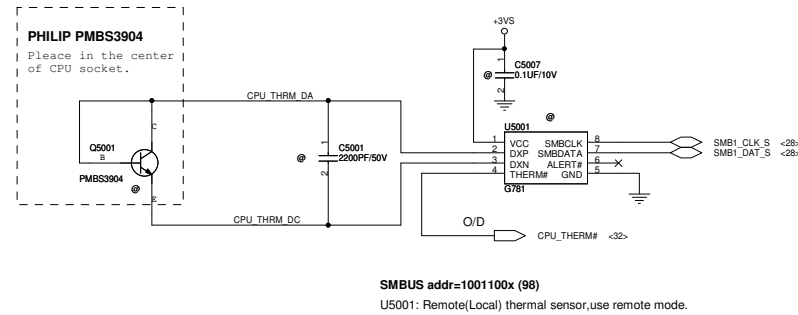 +3VS
PHILIP PMBS3904
Pleace in the center
of CPU socket.
1
C5007
@
0.1UF/10V
2
CPU_THRM_DA
@
C
U5001
Q5001
B
1
C5001
@
2200PF/50V
2
1 VCC SMBCLK 8
SMB1_CLK_S <28>
2 DXP SMBDATA 7
SMB1_DAT_S <28>
3 DXN ALERT# 6
4 THERM# GND 5
G781
PMBS3904
@
E
CPU_THRM_DC
O/D
CPU_THERM# <32>
SMBUS addr=1001100x (98)
U5001: Remote(Local) thermal sensor,use remote mode.